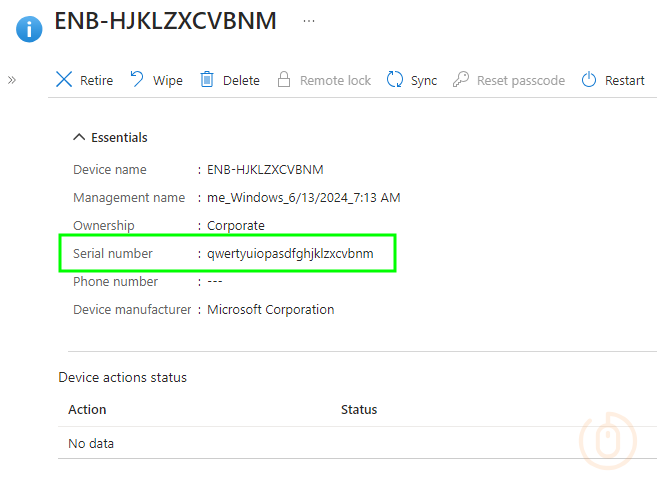 ENB-HJKLZXCVBNM ...
» Retire Wipe Delete Remote lock Sync Reset passcode Restart
Essentials
Device name : ENB-HJKLZXCVBNM
Management name : me_Windows_6/13/2024_7:13 AM
Ownership : Corporate
Serial number : qwertyuiopasdfghjklzxcvbnm
Phone number : ---
Device manufacturer : Microsoft Corporation
Device actions status
Action Status
No data